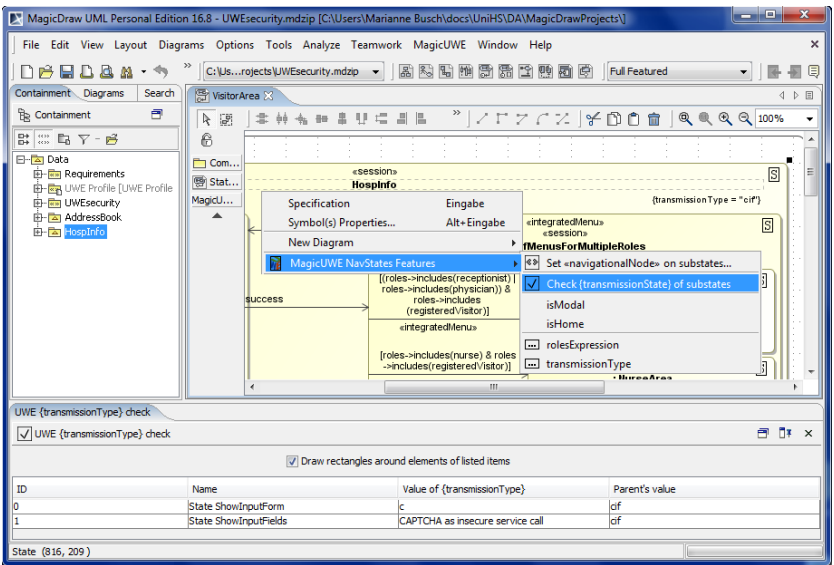 MagicDraw UML Personal Edition 16.8 - UWEsecurity.mdzip [C:\Users\Marianne Busch\docs\UniHS\DA\MagicDrawProjects\]
File Edit View Layout Diagrams Options Tools Analyze Teamwork MagicUWE Window Help
C:\Us...rojects\UWEsecurity.mdzip
Full Featured
Containment Diagrams Search
VisitorArea
Containment
100%
Data
Requirements
UWE Profile [UWE Profile
UWEsecurity
AddressBook
HospInfo
Com...
Stat...
MagicU...
«session»
HospInfo
S
{transmissionType = "cif"}
Specification Eingabe
Symbol(s) Properties... Alt+Eingabe
New Diagram
MagicUWE NavStates Features
«integratedMenu»
«session»
S
fMenusForMultipleRoles
Set «navigationalNode» on substates...
Check {transmissionState} of substates
isModal
isHome
rolesExpression
transmissionType
success
[(roles->includes(receptionist) |
roles->includes(physician)) &
roles->includes
(registeredVisitor)]
«integratedMenu»
[roles->includes(nurse) & roles
->includes(registeredVisitor)]
: NurseArea
UWE {transmissionType} check
UWE {transmissionType} check
Draw rectangles around elements of listed items
ID Name Value of {transmissionType} Parent's value
0 State ShowInputForm c cif
1 State ShowInputFields CAPTCHA as insecure service call cif
State (816, 209 )